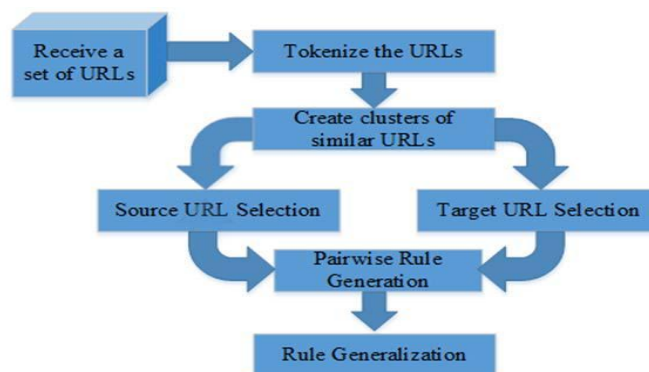 Receive a
set of URLs
Tokenize the URLs
Create clusters of
similar URLs
Source URL Selection
Target URL Selection
Pairwise Rule
Generation
Rule Generalization